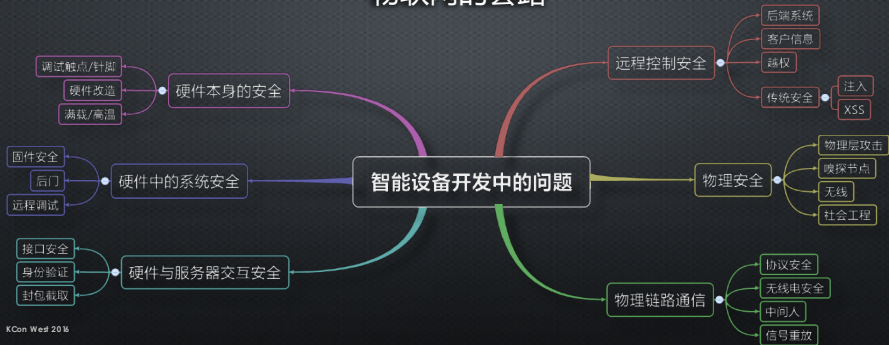 调试触点/针脚
硬件改造
满载/高温
硬件本身的安全
固件安全
后门
远程调试
硬件中的系统安全
接口安全
身份验证
封包截取
硬件与服务器交互安全
智能设备开发中的问题
远程控制安全
后端系统
客户信息
越权
传统安全
注入
XSS
物理安全
物理层攻击
嗅探节点
无线
社会工程
物理链路通信
协议安全
无线电安全
中间人
信号重放
KCon West 2016